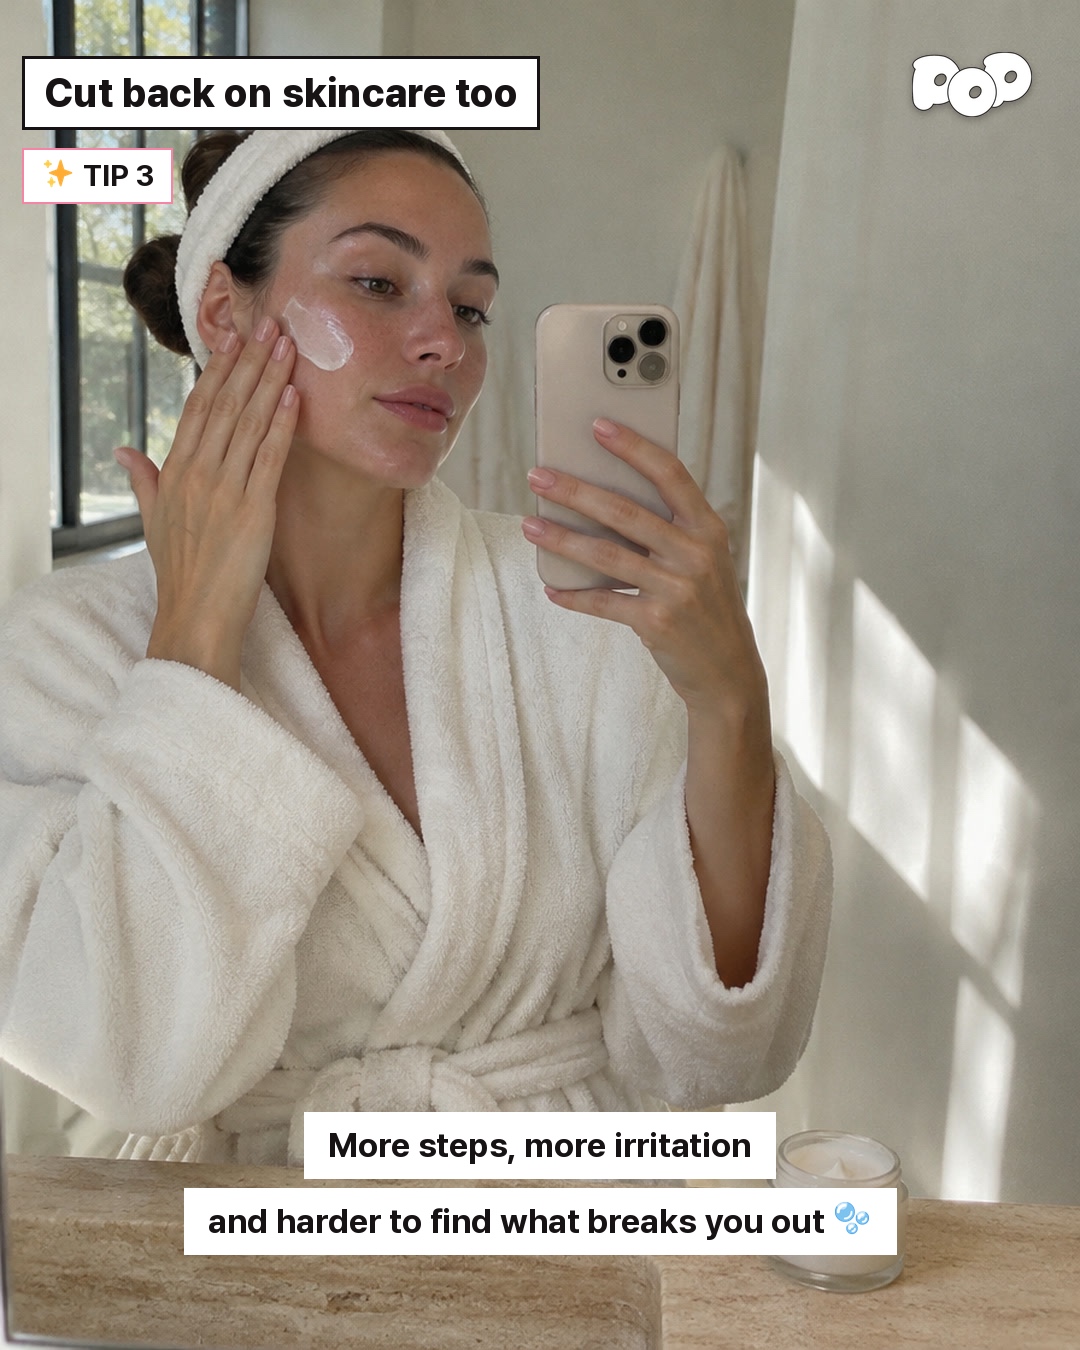 Cut back on skincare too
POP
✨ TIP 3
More steps, more irritation
and harder to find what breaks you out 🫧